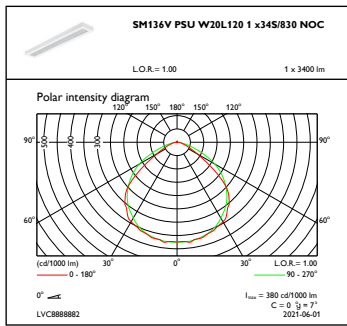 SM136V PSU W20L120 1 x34S/830 NOC
L.O.R.= 1.00 1 x 3400 lm
Polar intensity diagram
120° 150° 180° 150° 120°
90° 500 400 300 90°
60° 60°
(cd/1000 lm) 30° 0° 30° L.O.R.= 1.00
0 - 180° 90 - 270°
0° Imax = 380 cd/1000 lm
C = 0 °g = 7°
LVC8888882 2021-06-01